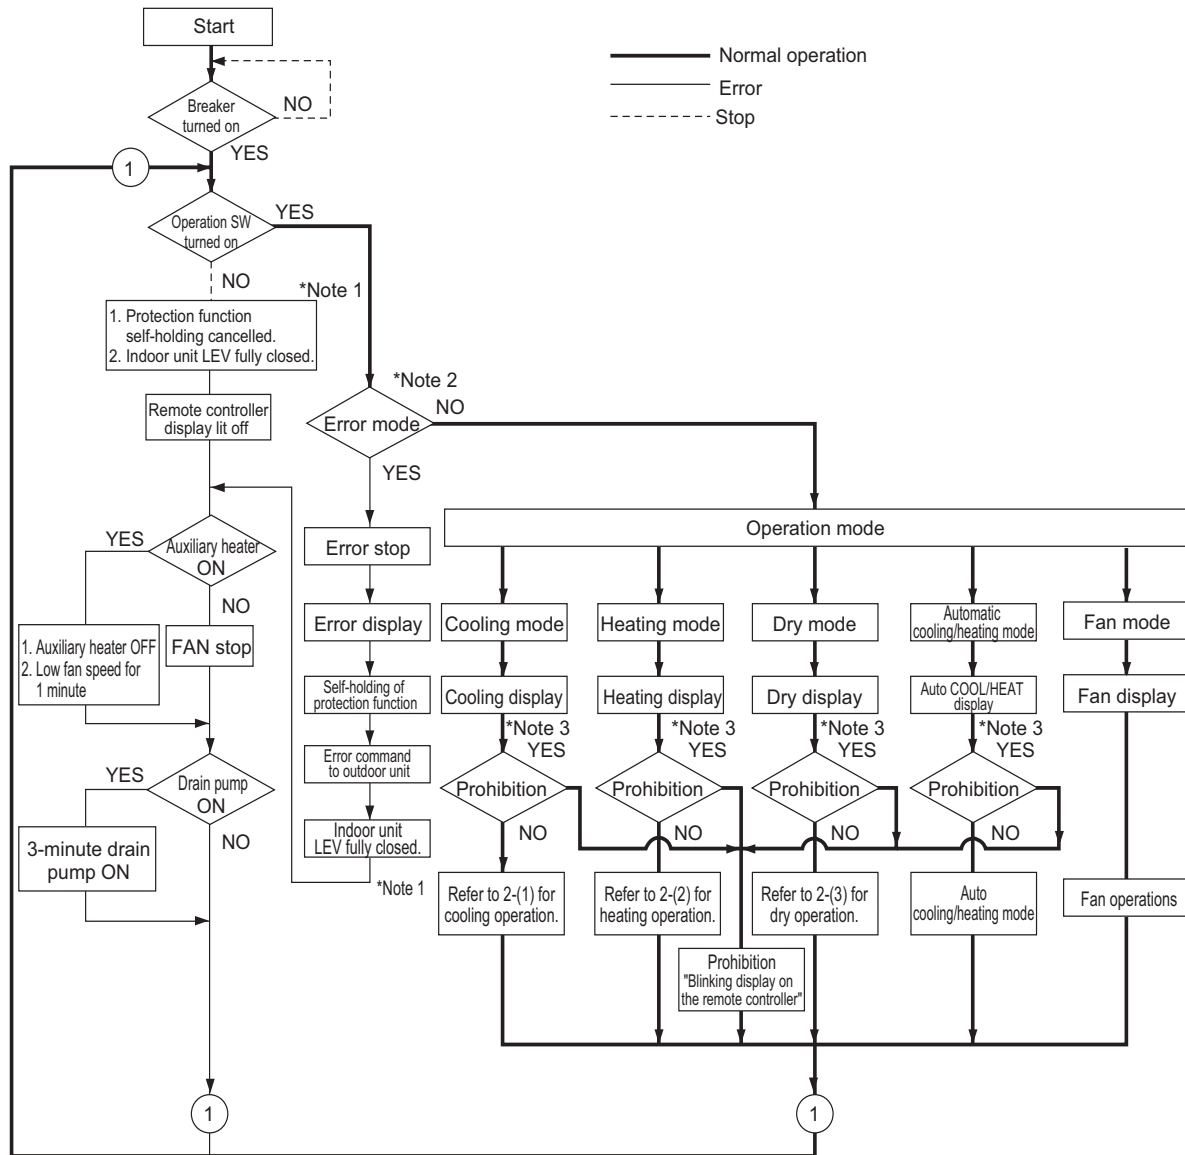 Start
Normal operation
Error
Stop
Breaker
turned on
NO
YES
1
Operation SW
turned on
YES
NO
*Note 1
1. Protection function
self-holding cancelled.
2. Indoor unit LEV fully closed.
*Note 2
Remote controller
display lit off
Error mode
NO
YES
Operation mode
YES
Auxiliary heater
ON
NO
Error stop
1. Auxiliary heater OFF
2. Low fan speed for
1 minute
FAN stop
Error display
Cooling mode
Heating mode
Dry mode
Automatic
cooling/heating mode
Fan mode
Self-holding of
protection function
Cooling display
Heating display
Dry display
Auto COOL/HEAT
display
Fan display
*Note 3
YES
*Note 3
YES
*Note 3
YES
*Note 3
YES
Error command
to outdoor unit
YES
Drain pump
ON
NO
Prohibition
Prohibition
Prohibition
Prohibition
NO
NO
NO
NO
3-minute drain
pump ON
Indoor unit
LEV fully closed.
*Note 1
Refer to 2-(1) for
cooling operation.
Refer to 2-(2) for
heating operation.
Refer to 2-(3) for
dry operation.
Auto
cooling/heating mode
Fan operations
Prohibition
"Blinking display on
the remote controller"
1
1